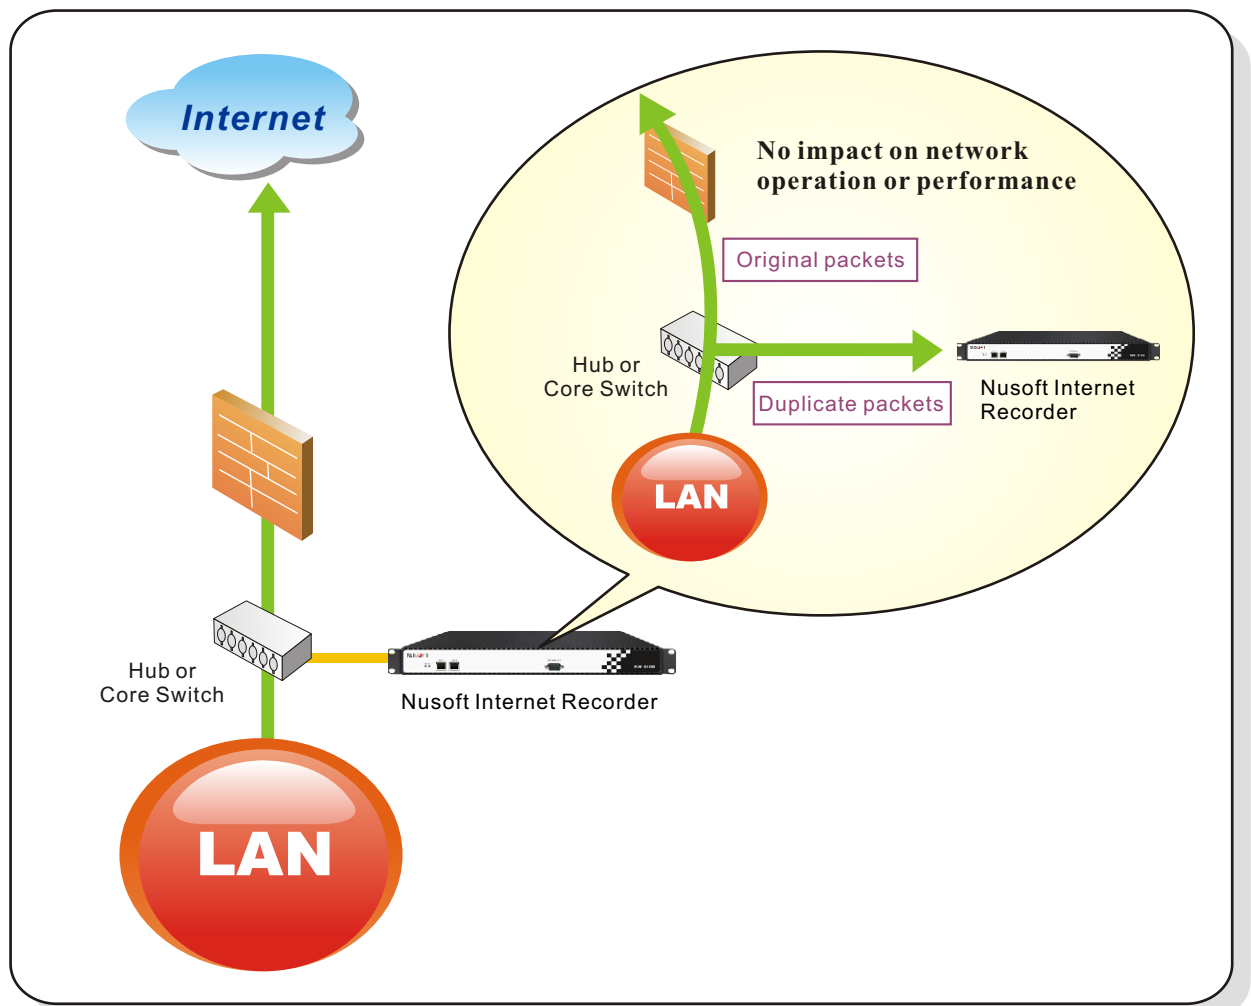 Internet
No impact on network
operation or performance
Original packets
Hub or
Core Switch
Duplicate packets
Nusoft Internet
Recorder
LAN
Hub or
Core Switch
Nusoft Internet Recorder
LAN